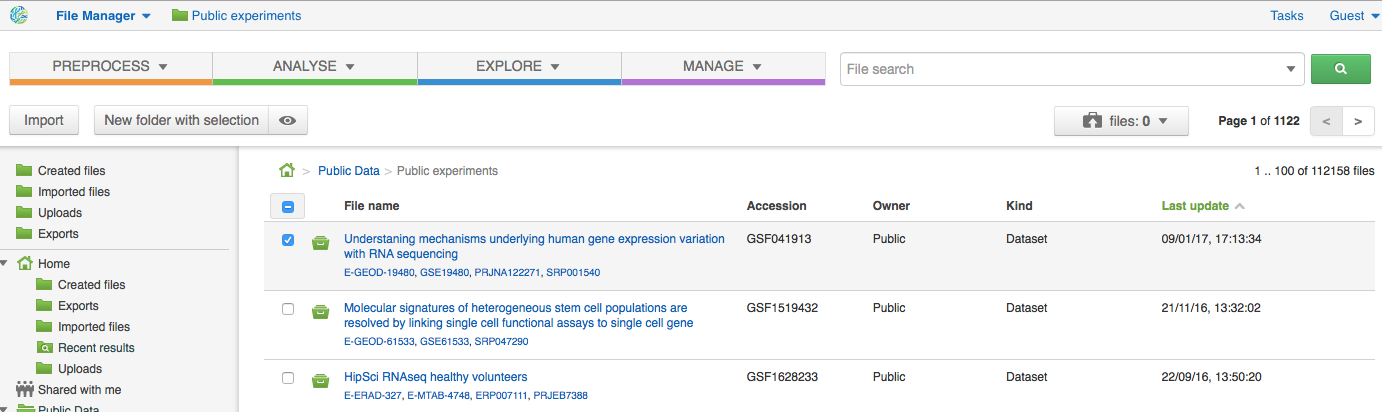 File Manager Public experiments Tasks Guest
PREPROCESS ANALYSE EXPLORE MANAGE File search
Import New folder with selection files: 0 Page 1 of 1122 < >
Created files
Imported files
Uploads
Exports
Home
Created files
Exports
Imported files
Recent results
Uploads
Shared with me
Public Data
> Public Data > Public experiments 1 .. 100 of 112158 files
File name Accession Owner Kind Last update
Understaning mechanisms underlying human gene expression variation GSF041913 Public Dataset 09/01/17, 17:13:34
with RNA sequencing
E-GEOD-19480, GSE19480, PRJNA122271, SRP001540
Molecular signatures of heterogeneous stem cell populations are GSF1519432 Public Dataset 21/11/16, 13:32:02
resolved by linking single cell functional assays to single cell gene
E-GEOD-61533, GSE61533, SRP047290
HipSci RNAseq healthy volunteers GSF1628233 Public Dataset 22/09/16, 13:50:20
E-ERAD-327, E-MTAB-4748, ERP007111, PRJEB7388